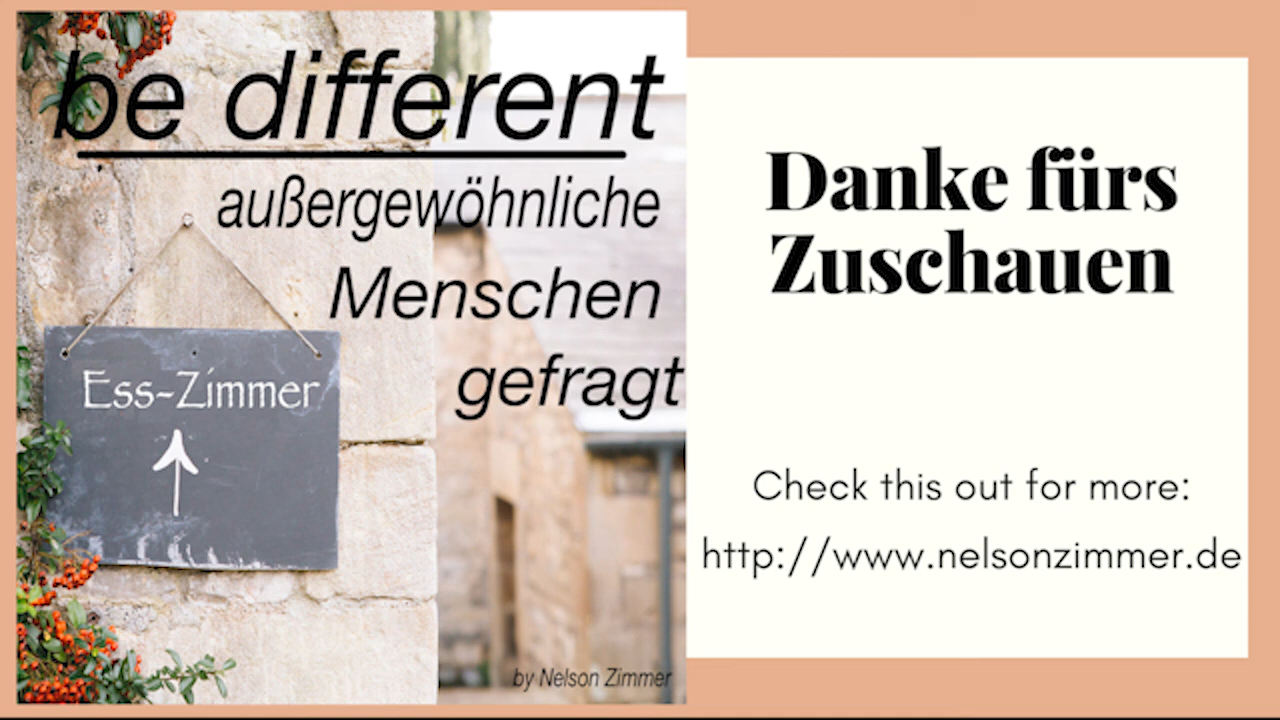 be different
außergewöhnliche
Menschen
gefragt
Ess-Zimmer
by Nelson Zimmer
Danke fürs
Zuschauen
Check this out for more:
http://www.nelsonzimmer.de